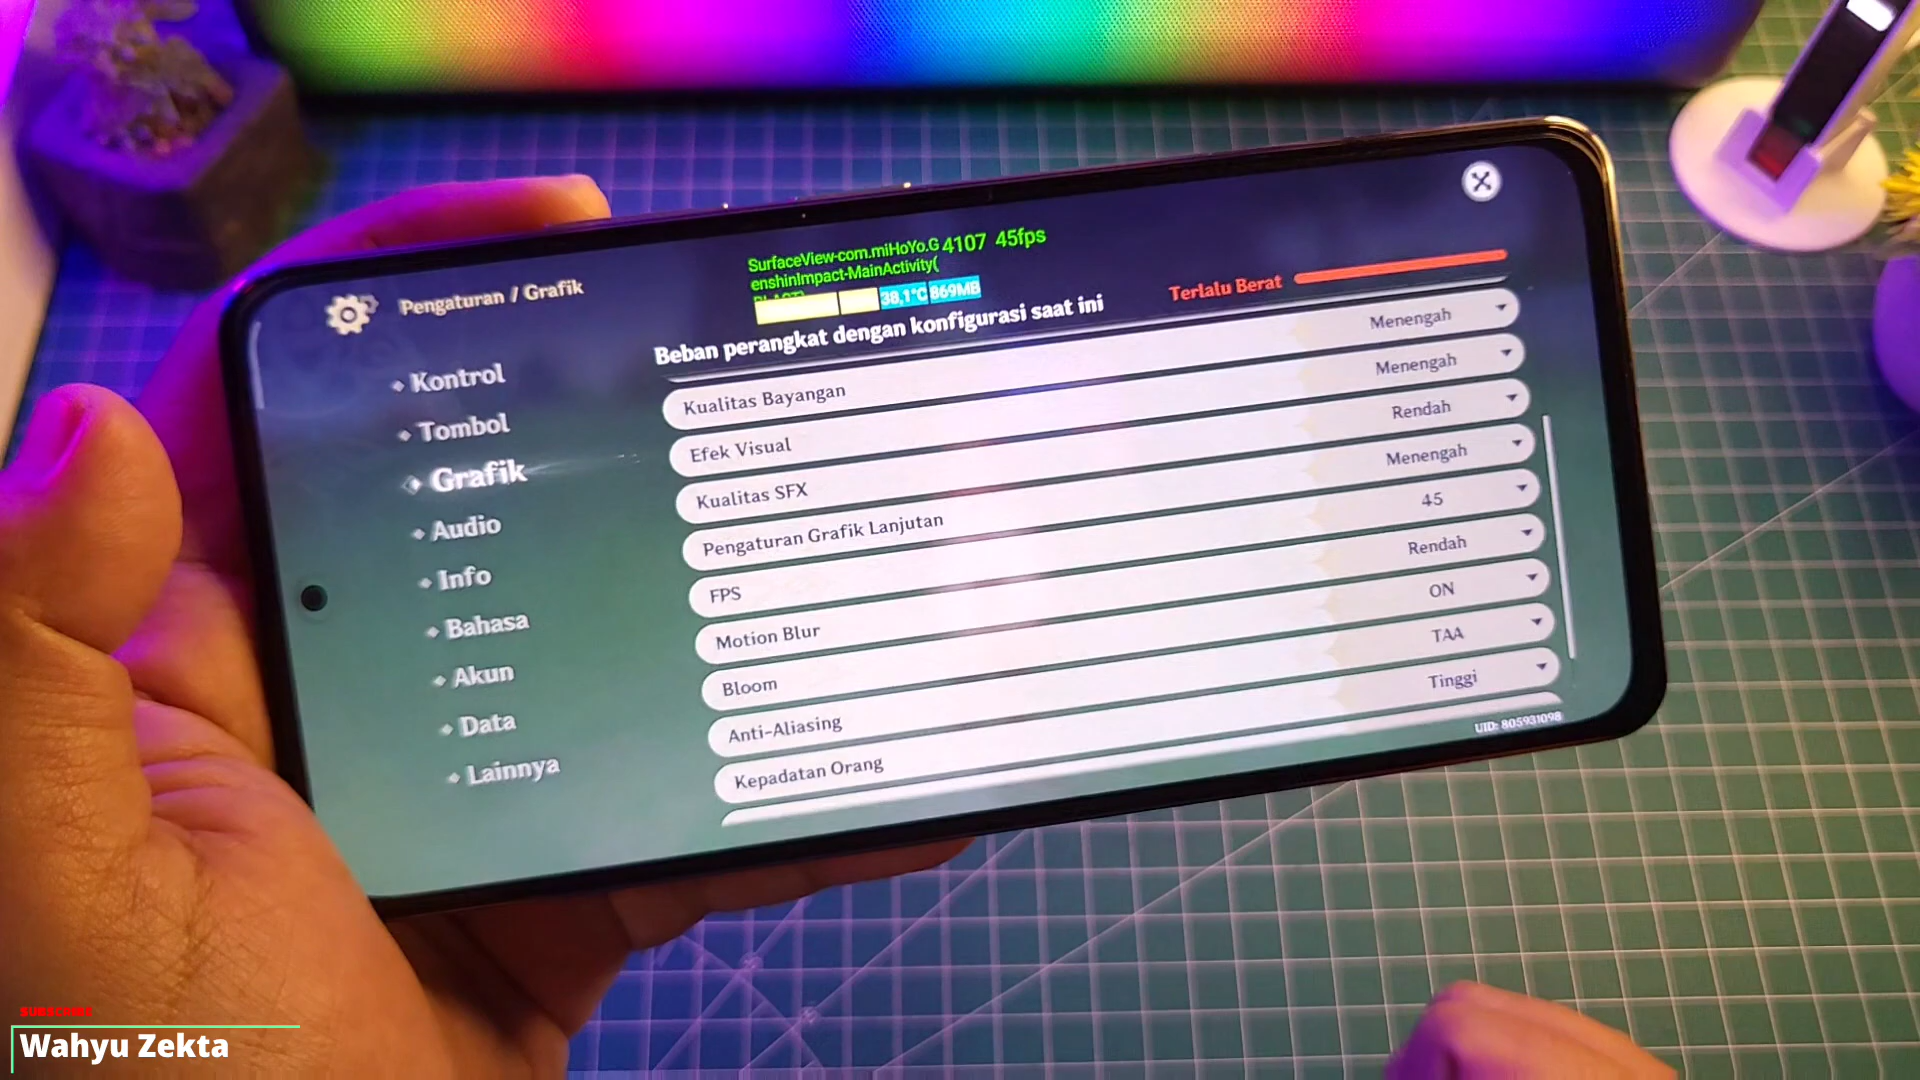 SurfaceView-com.miHoYo.G 4107 45fps
enshinImpact-MainActivity(
38,1°C 869MB
Pengaturan / Grafik
Beban perangkat dengan konfigurasi saat ini
Terlalu Berat
Kontrol
Tombol
Grafik
Audio
Info
Bahasa
Akun
Data
Lainnya
Kualitas Bayangan Menengah
Efek Visual Menengah
Kualitas SFX Rendah
Pengaturan Grafik Lanjutan Menengah
FPS 45
Motion Blur Rendah
Bloom ON
Anti-Aliasing TAA
Kepadatan Orang Tinggi
UID: 805931098
SUBSCRIBE
Wahyu Zekta